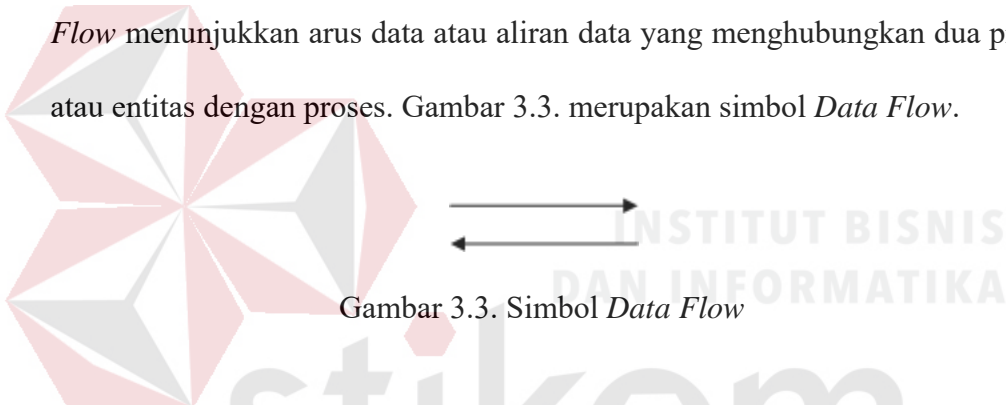 Flow menunjukkan arus data atau aliran data yang menghubungkan dua
atau entitas dengan proses. Gambar 3.3. merupakan simbol Data Flow.
INSTITUT BISNIS
DAN INFORMATIKA
Gambar 3.3. Simbol Data Flow
stikom